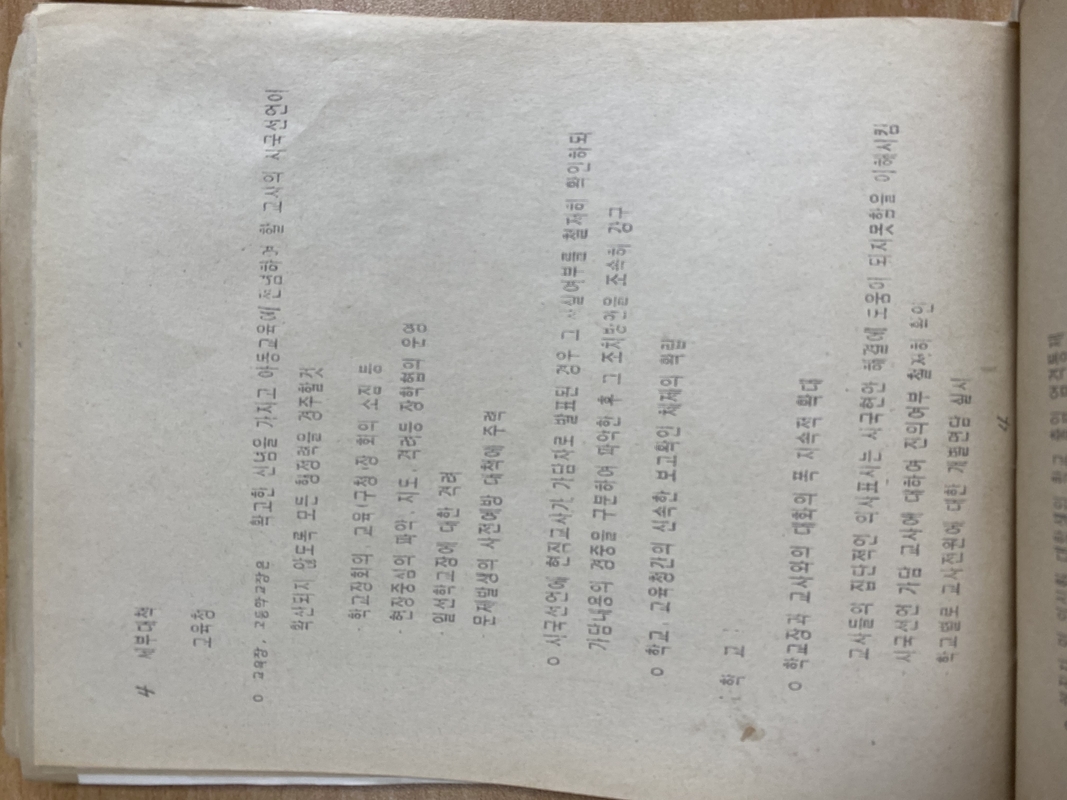 4 세부대책
교육청
o 교육장, 고등학교장은 확고한 신념을 가지고 아동교육에 전념하여야 할 교사의 시국선언이
확산되지 않도록 모든 행정력을 경주할것
· 학교장회의, 교육(구청)장 회의 소집 등
· 현장중심의 파악, 지도, 격려등 장학협의 운영
· 일선학교장에 대한 격려
문제발생의 사전예방 대책에 주력
o 시국선언에 현직교사가 가담자로 발표된 경우 그 사실여부를 철저히 확인하되
가담내용의 경중을 구분하여 파악한 후 그 조치방안을 조속히 강구
o 학교, 교육청간의 신속한 보고확인 체제의 확립
학 교
o 학교장과 교사와의 대화의 폭 지속적 확대
교사들의 집단적인 의사표시는 시국현안 해결에 도움이 되지못함을 이해시킴
· 시국선언 가담 교사에 대하여 진의여부 철저히 확인
학교별로 교사전원에 대한 개별면담 실시